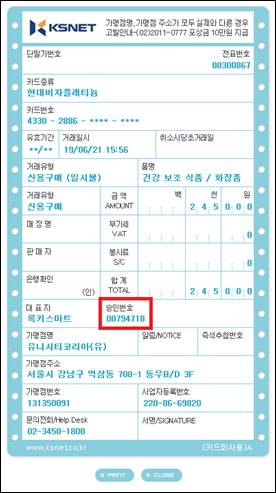 KSNET 가맹점명,가맹점 주소가 모두 실제와 다른 경우
고발안내-(02)2011-0777 포상금 10만원 지급
단말기번호 전표번호
00300867
카드종류
현대비자플래티늄
카드번호
4330 - 2886 - **** - ****
유효기간 거래일시 취소시당초거래일
**/** 19/06/21 15:56
거래유형 품명
신용구매 (일시불) 건강 보조 식품 / 화장품
거래유형 금 액 백 천 원
신용구매 AMOUNT 2 4 5 0 0 0
매 장 명 부가세
VAT
판 매 자 봉사료
S/C
은행확인 합 계
(인) TOTAL 2 4 5 0 0 0
대 표 자 승인번호
록키스마트 00794718
가맹점명 알림/NOTICE 즉석수첩번호
유니시티코리아(유)
가맹점주소
서울시 강남구 역삼동 708-1 동우B/D 3F
가맹점번호 사업자등록번호
131350091 220-86-69820
문의전화/Help Desk 서명/SIGNATURE
02-3450-1800
www.ksnet.co.kr (카드회사용)A
PRINT CLOSE